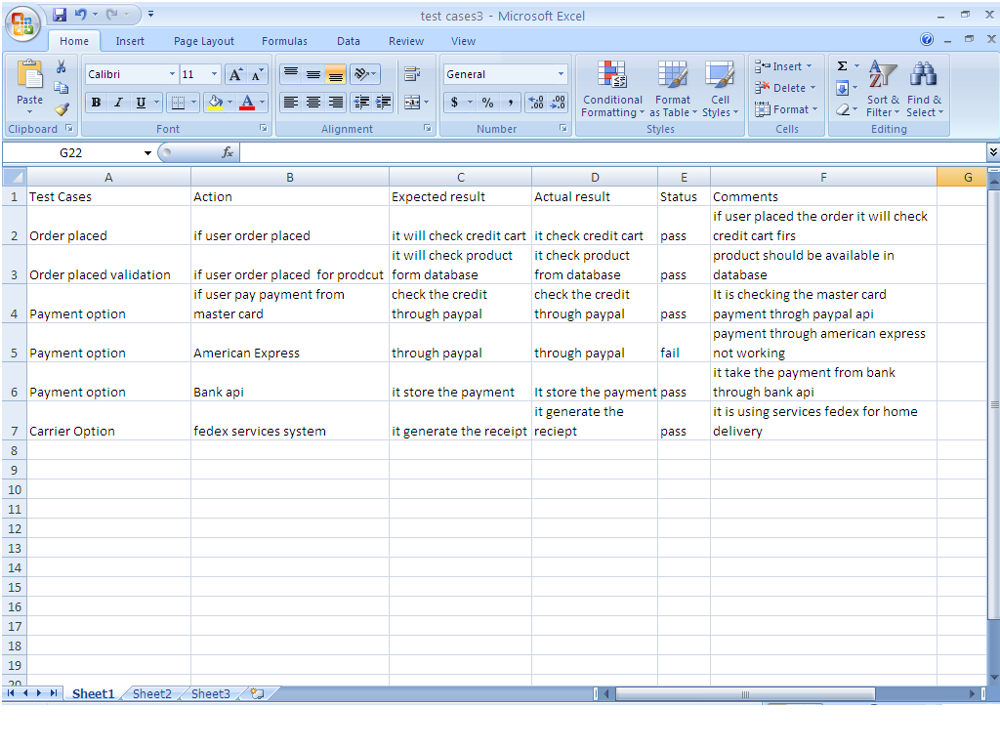 test cases3 - Microsoft Excel
Home Insert Page Layout Formulas Data Review View
Paste
Clipboard
Calibri 11
A A
B I U
A
Font
Alignment
General
$ % , .00 .00
Number
Conditional Formatting
Format as Table
Cell Styles
Styles
Insert
Delete
Format
Cells
Σ
Sort & Filter
Find & Select
Editing
G22 fx
A B C D E F G
1 Test Cases Action Expected result Actual result Status Comments
if user placed the order it will check
2 Order placed if user order placed it will check credit cart it check credit cart pass credit cart firs
it will check product it check product product should be available in
3 Order placed validation if user order placed  for prodcut form database from database pass database
if user pay payment from check the credit check the credit It is checking the master card
4 Payment option master card through paypal through paypal pass payment throgh paypal api
payment through american express
5 Payment option American Express through paypal through paypal fail not working
it take the payment from bank
6 Payment option Bank api it store the payment It store the payment pass through bank api
it generate the it is using services fedex for home
7 Carrier Option fedex services system it generate the receipt reciept pass delivery
8
9
10
11
12
13
14
15
16
17
18
19
20
Sheet1 Sheet2 Sheet3